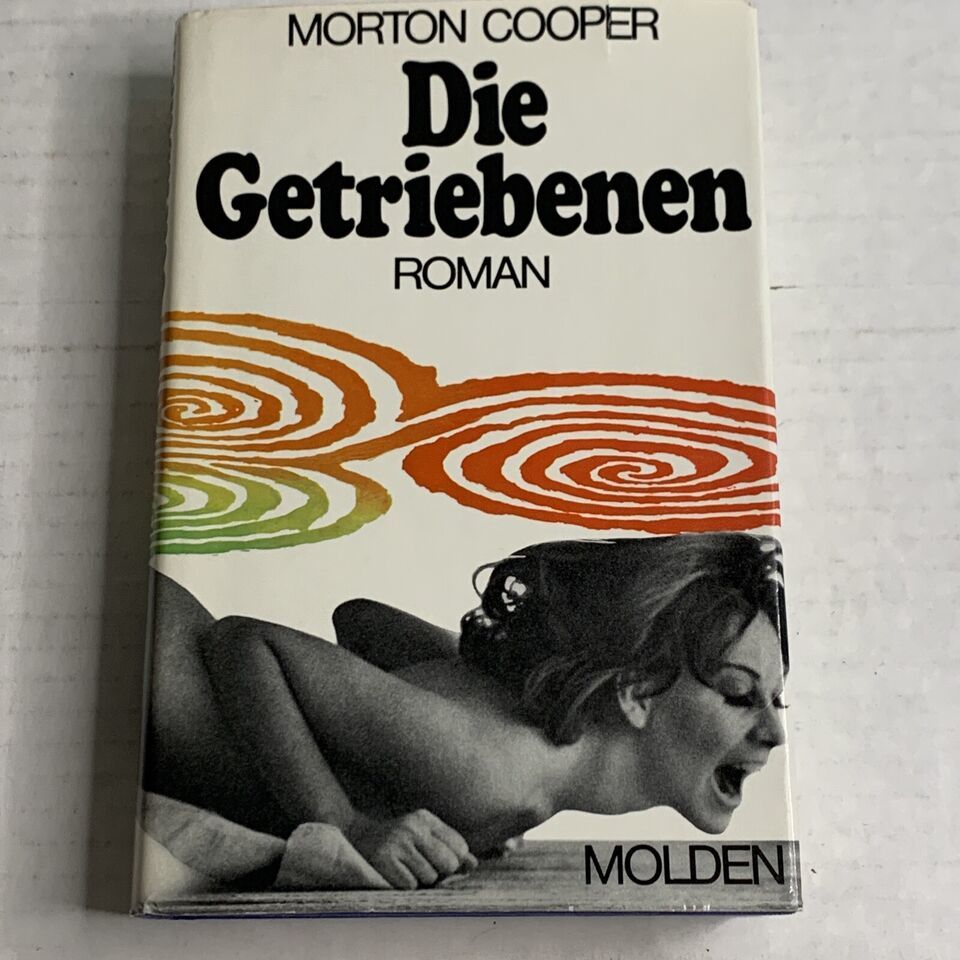 MORTON COOPER
Die
Getriebenen
ROMAN
MOLDEN